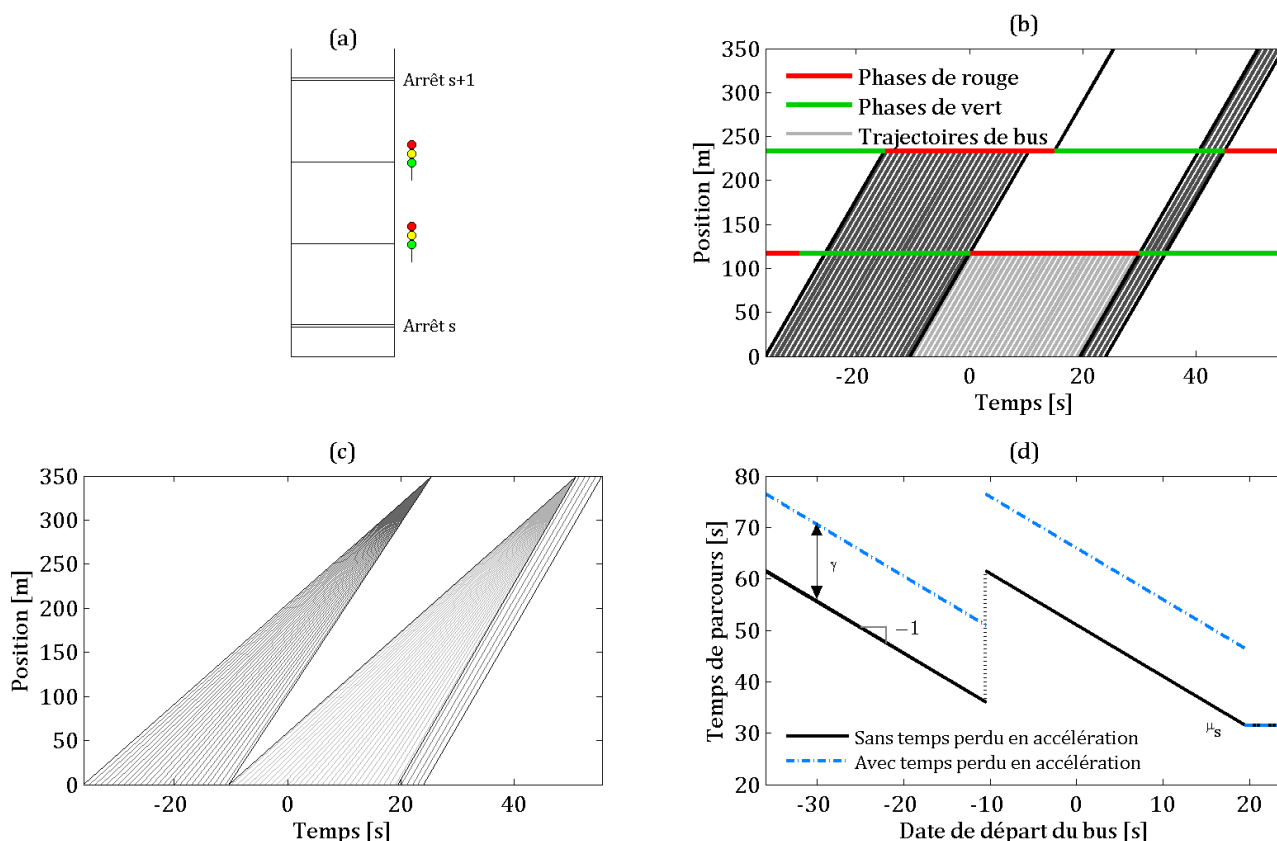 (a)
Arrêt s+1
Arrêt s
(b)
Position [m]
350
300
250
200
150
100
50
0
Phases de rouge
Phases de vert
Trajectoires de bus
-20
0
20
40
Temps [s]
(c)
Position [m]
350
300
250
200
150
100
50
0
-20
0
20
40
Temps [s]
(d)
Temps de parcours [s]
80
70
60
50
40
30
20
γ
−1
μs
Sans temps perdu en accélération
Avec temps perdu en accélération
-30
-20
-10
0
10
20
Date de départ du bus [s]